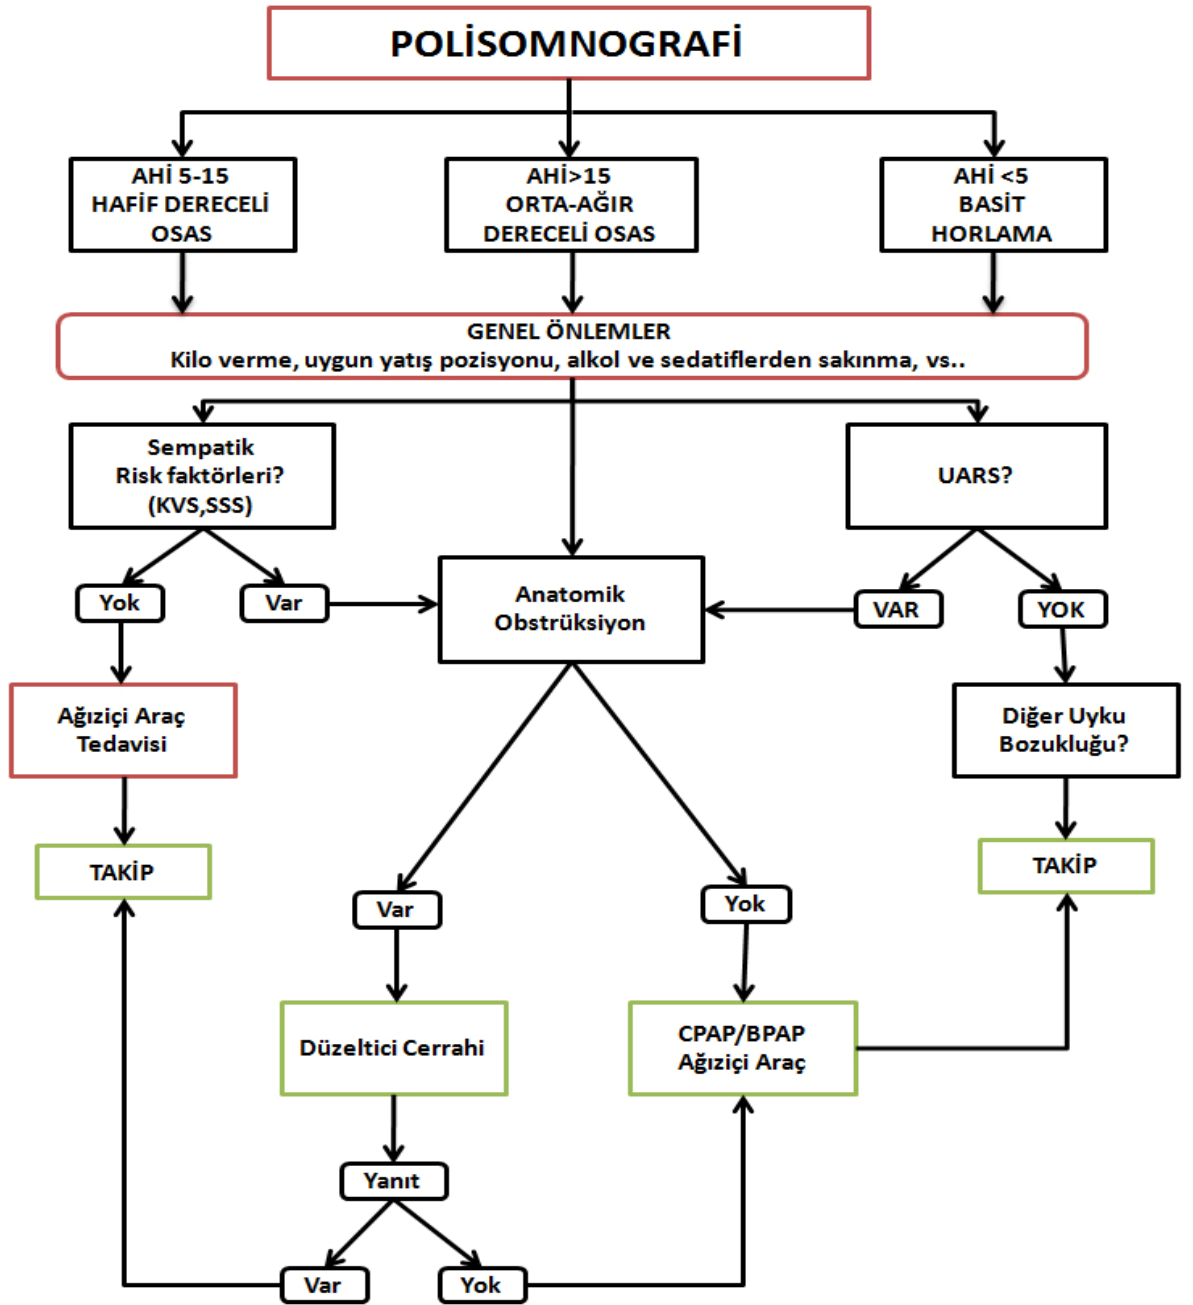 POLİSOMNOGRAFİ
AHİ 5-15
HAFİF DERECELİ
OSAS
AHİ>15
ORTA-AĞIR
DERECELİ OSAS
AHİ <5
BASİT
HORLAMA
GENEL ÖNLEMLER
Kilo verme, uygun yatış pozisyonu, alkol ve sedatiflerden sakınma, vs..
Sempatik
Risk faktörleri?
(KVS,SSS)
UARS?
Yok
Var
Anatomik
Obstrüksiyon
VAR
YOK
Ağıziçi Araç
Tedavisi
Diğer Uyku
Bozukluğu?
TAKİP
TAKİP
Var
Yok
Düzeltici Cerrahi
CPAP/BPAP
Ağıziçi Araç
Yanıt
Var
Yok